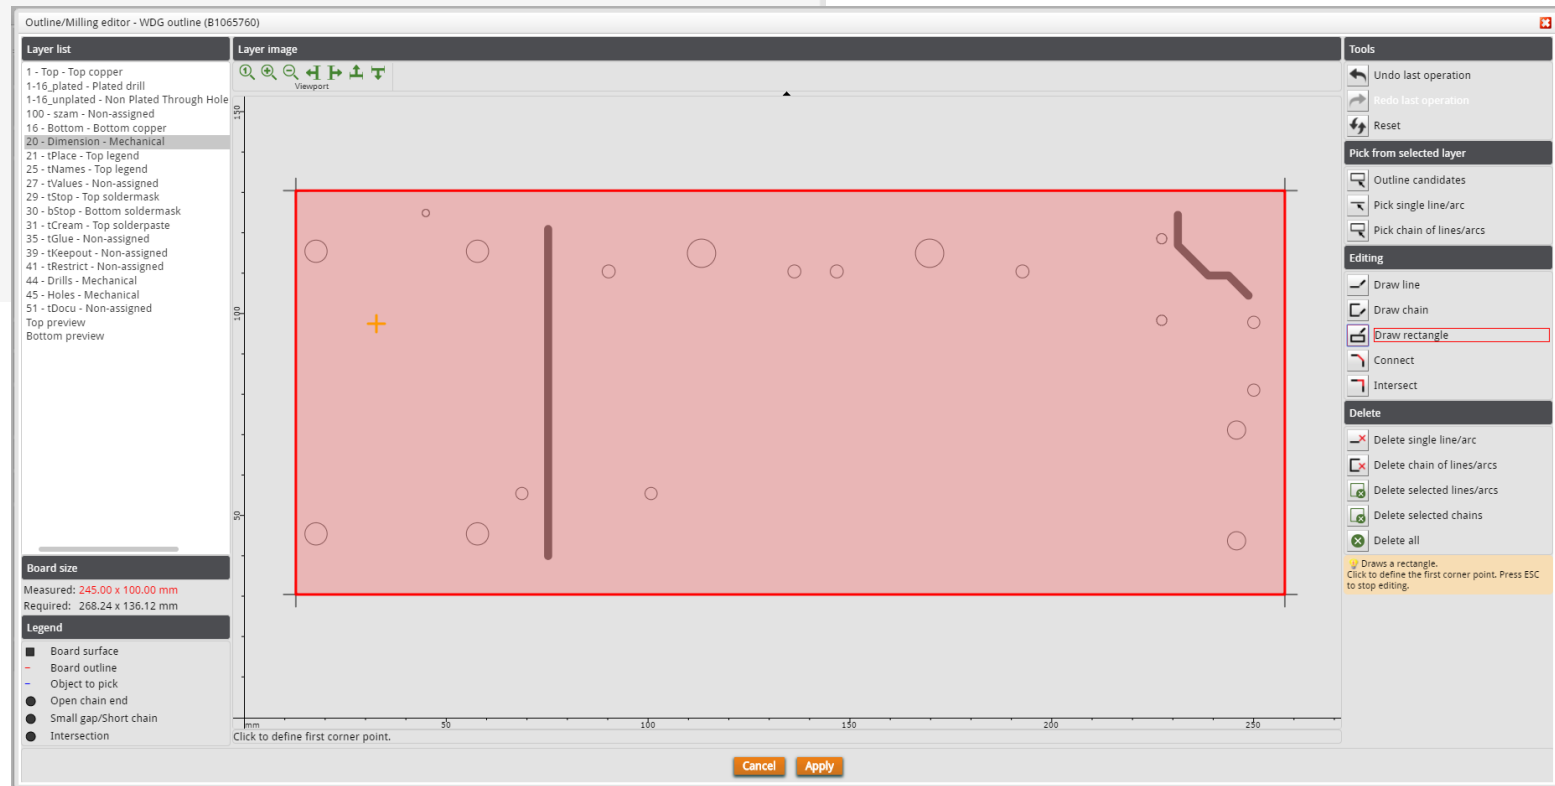 Outline/Milling editor - WDG outline (B1065760)
Layer list
1 - Top - Top copper
1-16_plated - Plated drill
1-16_unplated - Non Plated Through Hole
100 - szam - Non-assigned
16 - Bottom - Bottom copper
20 - Dimension - Mechanical
21 - tPlace - Top legend
25 - tNames - Top legend
27 - tValues - Non-assigned
29 - tStop - Top soldermask
30 - bStop - Bottom soldermask
31 - tCream - Top solderpaste
35 - tGlue - Non-assigned
39 - tKeepout - Non-assigned
41 - tRestrict - Non-assigned
44 - Drills - Mechanical
45 - Holes - Mechanical
51 - tDocu - Non-assigned
Top preview
Bottom preview
Board size
Measured: 245.00 x 100.00 mm
Required: 268.24 x 136.12 mm
Legend
Board surface
Board outline
Object to pick
Open chain end
Small gap/Short chain
Intersection
Layer image
1
Viewport
150
100
50
mm
50
100
150
200
250
Click to define first corner point.
Tools
Undo last operation
Redo last operation
Reset
Pick from selected layer
Outline candidates
Pick single line/arc
Pick chain of lines/arcs
Editing
Draw line
Draw chain
Draw rectangle
Connect
Intersect
Delete
Delete single line/arc
Delete chain of lines/arcs
Delete selected lines/arcs
Delete selected chains
Delete all
Draws a rectangle.
Click to define the first corner point. Press ESC
to stop editing.
Cancel
Apply